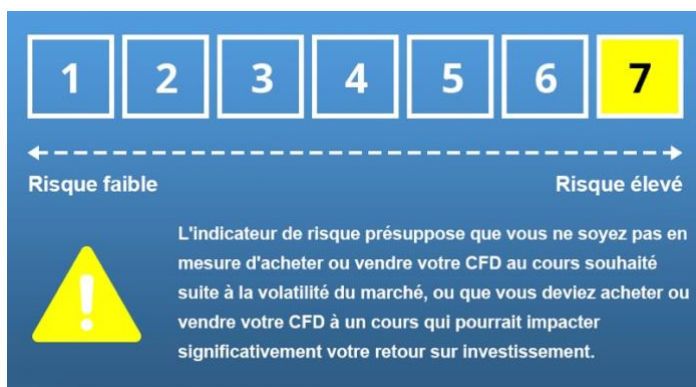 1 2 3 4 5 6 7
Risque faible Risque élevé
L'indicateur de risque présuppose que vous ne soyez pas en
mesure d'acheter ou vendre votre CFD au cours souhaité
suite à la volatilité du marché, ou que vous deviez acheter ou
vendre votre CFD à un cours qui pourrait impacter
significativement votre retour sur investissement.